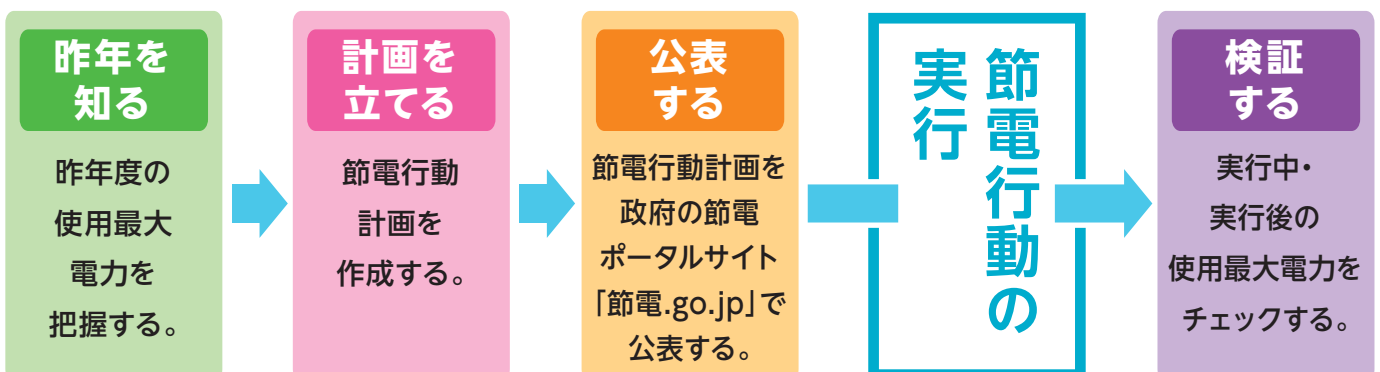 昨年を
知る
昨年度の
使用最大
電力を
把握する。
計画を
立てる
節電行動
計画を
作成する。
公表
する
節電行動計画を
政府の節電
ポータルサイト
「節電.go.jp」で
公表する。
節電行動の
実行
検証
する
実行中・
実行後の
使用最大電力を
チェックする。